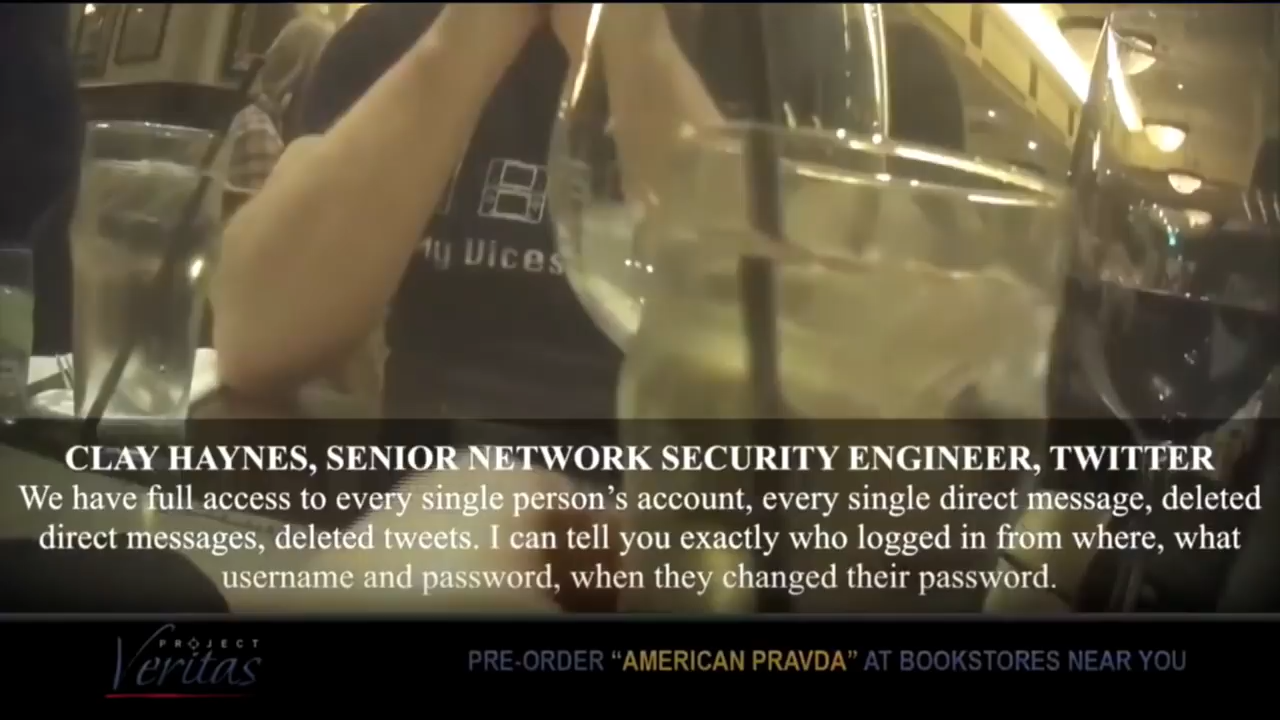 My Vices
CLAY HAYNES, SENIOR NETWORK SECURITY ENGINEER, TWITTER
We have full access to every single person’s account, every single direct message, deleted
direct messages, deleted tweets. I can tell you exactly who logged in from where, what
username and password, when they changed their password.
PROJECT
Veritas
PRE-ORDER “AMERICAN PRAVDA” AT BOOKSTORES NEAR YOU